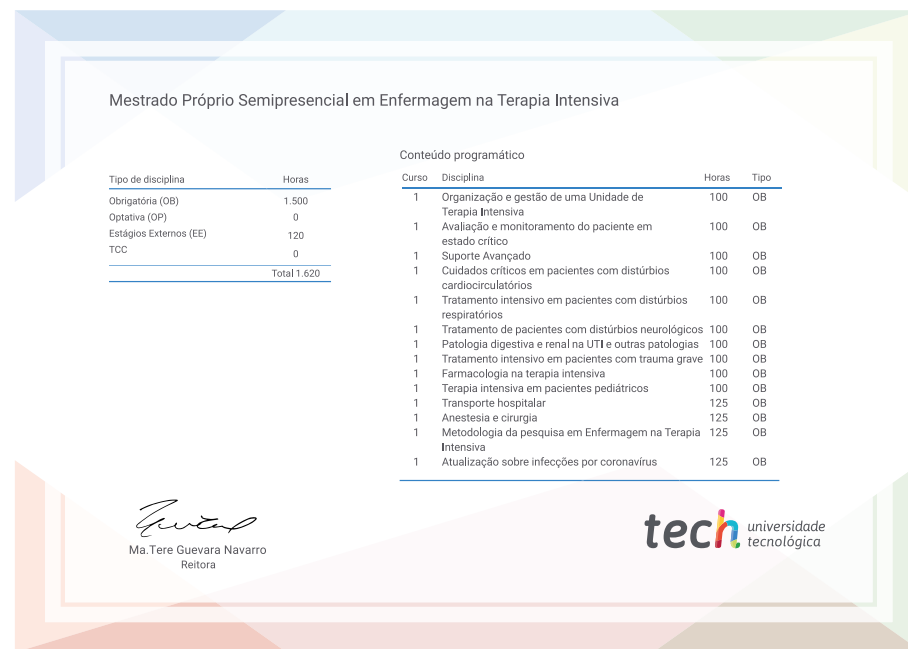 Mestrado Próprio Semipresencial em Enfermagem na Terapia Intensiva
Tipo de disciplina Horas
Obrigatória (OB) 1.500
Optativa (OP) 0
Estágios Externos (EE) 120
TCC 0
Total 1.620
Conteúdo programático
Curso Disciplina Horas Tipo
1 Organização e gestão de uma Unidade de 100 OB
Terapia Intensiva
1 Avaliação e monitoramento do paciente em 100 OB
estado crítico
1 Suporte Avançado 100 OB
1 Cuidados críticos em pacientes com distúrbios 100 OB
cardiocirculatórios
1 Tratamento intensivo em pacientes com distúrbios 100 OB
respiratórios
1 Tratamento de pacientes com distúrbios neurológicos 100 OB
1 Patologia digestiva e renal na UTI e outras patologias 100 OB
1 Tratamento intensivo em pacientes com trauma grave 100 OB
1 Farmacologia na terapia intensiva 100 OB
1 Terapia intensiva em pacientes pediátricos 100 OB
1 Transporte hospitalar 125 OB
1 Anestesia e cirurgia 125 OB
1 Metodologia da pesquisa em Enfermagem na Terapia 125 OB
Intensiva
1 Atualização sobre infecções por coronavírus 125 OB
Ma.Tere Guevara Navarro
Reitora
tech universidade
tecnológica